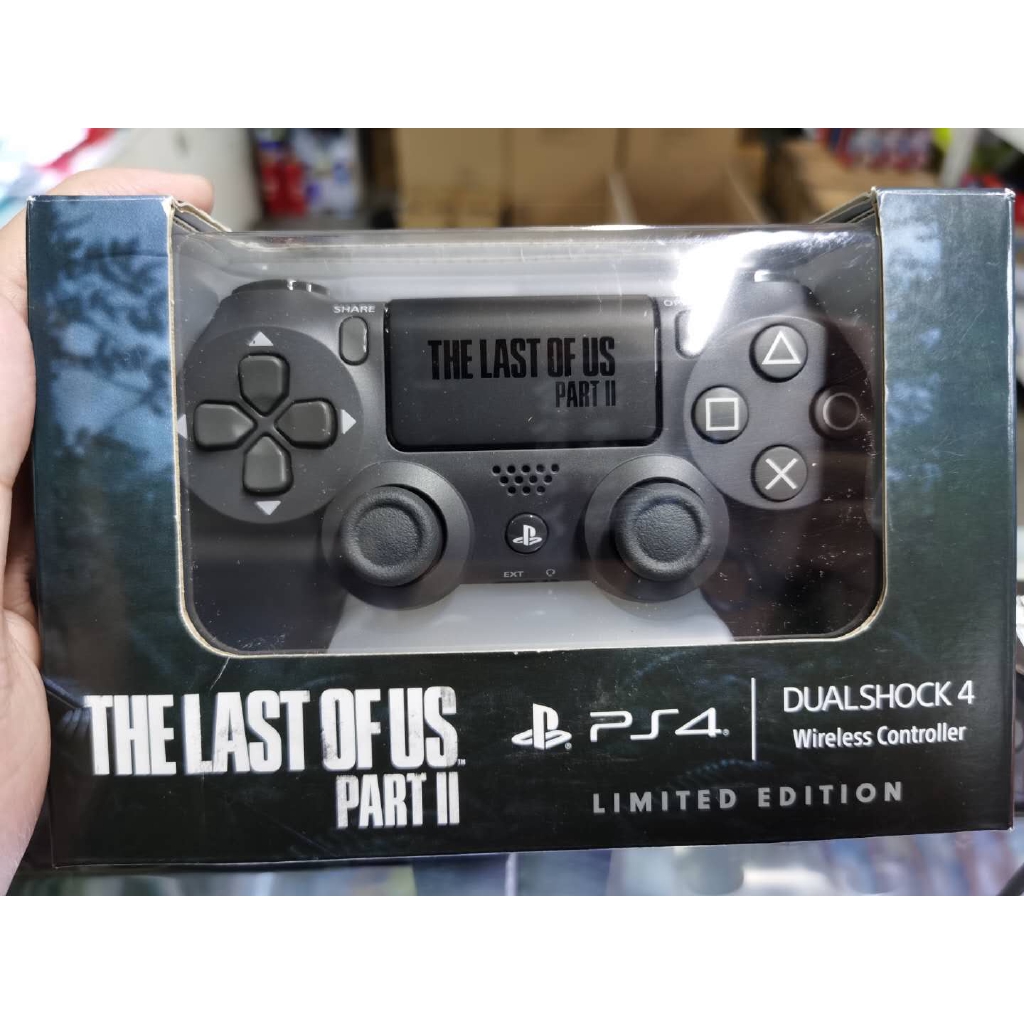 SHARE
THE LAST OF US
PART II
EXT
THE LAST OF US™
PART II
PS4®
DUALSHOCK 4
Wireless Controller
LIMITED EDITION